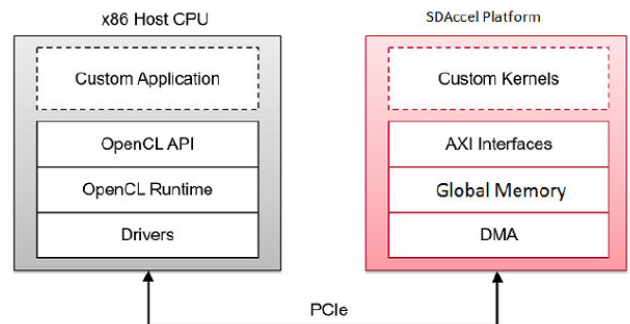 x86 Host CPU
Custom Application
OpenCL API
OpenCL Runtime
Drivers
SDAccel Platform
Custom Kernels
AXI Interfaces
Global Memory
DMA
PCIe